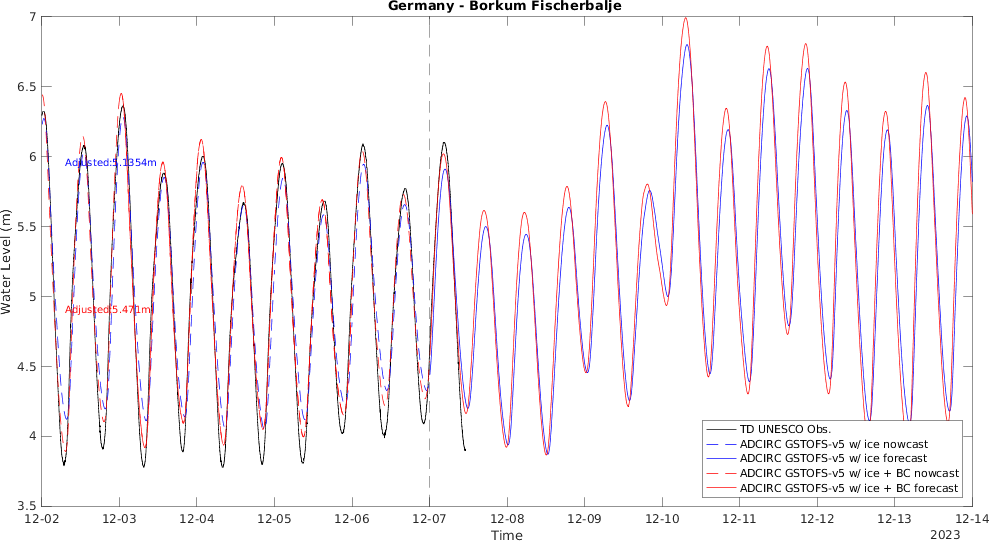 Germany - Borkum Fischerbalje
Water Level (m)
7
6.5
6
5.5
5
4.5
4
3.5
Adjusted:5.1354m
Adjusted:5.471m
TD UNESCO Obs.
ADCIRC GSTOFS-v5 w/ ice nowcast
ADCIRC GSTOFS-v5 w/ ice forecast
ADCIRC GSTOFS-v5 w/ ice + BC nowcast
ADCIRC GSTOFS-v5 w/ ice + BC forecast
12-02 12-03 12-04 12-05 12-06 12-07 12-08 12-09 12-10 12-11 12-12 12-13 12-14
Time
2023